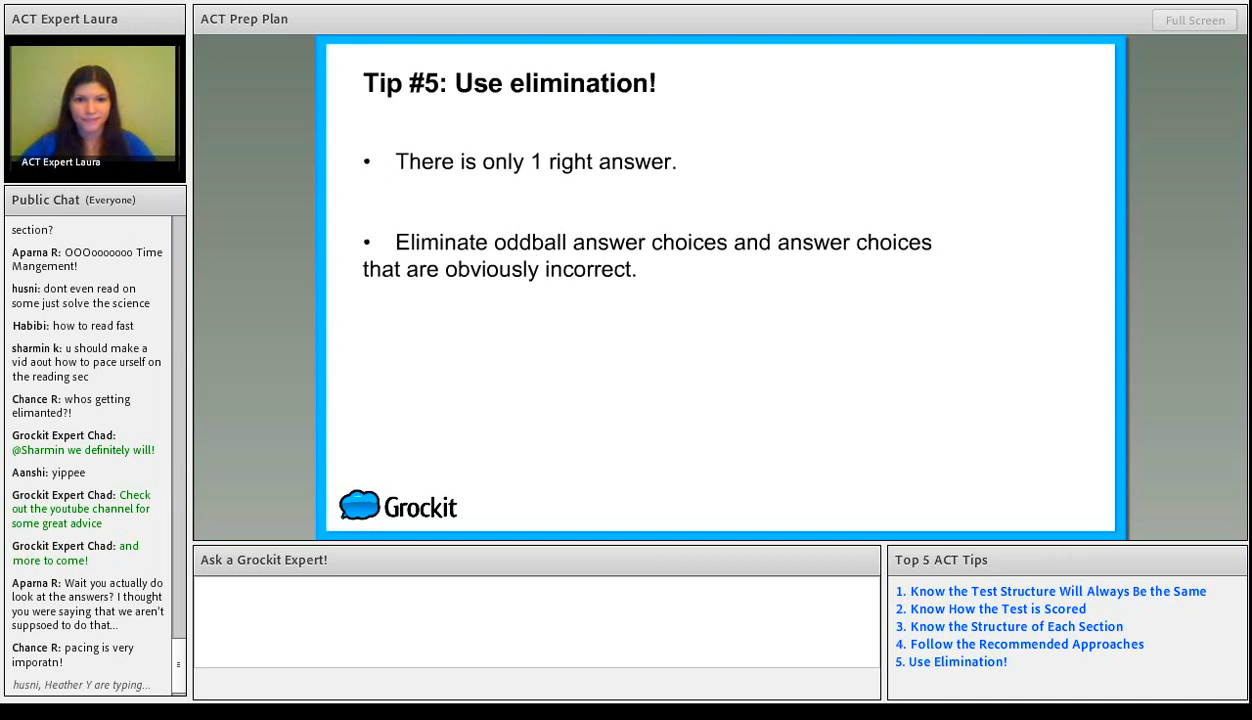 ACT Expert Laura
ACT Expert Laura
Public Chat (Everyone)
section?
Aparna R: OOOooooooo Time
Mangement!
husni: dont even read on
some just solve the science
Habibi: how to read fast
sharmin k: u should make a
vid aout how to pace urself on
the reading sec
Chance R: whos getting
elimanted?!
Grockit Expert Chad:
@Sharmin we definitely will!
Aanshi: yippee
Grockit Expert Chad: Check
out the youtube channel for
some great advice
Grockit Expert Chad: and
more to come!
Aparna R: Wait you actually do
look at the answers? I thought
you were saying that we aren't
suppsoed to do that...
Chance R: pacing is very
imporatn!
husni, Heather Y are typing...
ACT Prep Plan
Full Screen
Tip #5: Use elimination!
• There is only 1 right answer.
• Eliminate oddball answer choices and answer choices
that are obviously incorrect.
Grockit
Ask a Grockit Expert!
Top 5 ACT Tips
1. Know the Test Structure Will Always Be the Same
2. Know How the Test is Scored
3. Know the Structure of Each Section
4. Follow the Recommended Approaches
5. Use Elimination!